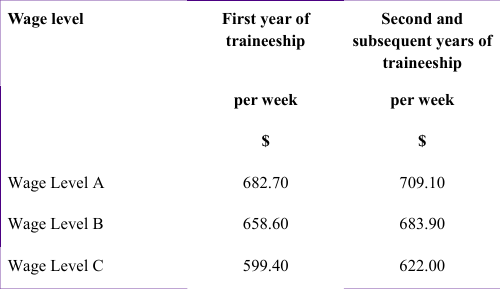 Wage level First year of traineeship Second and subsequent years of traineeship
per week per week
$ $
Wage Level A 682.70 709.10
Wage Level B 658.60 683.90
Wage Level C 599.40 622.00